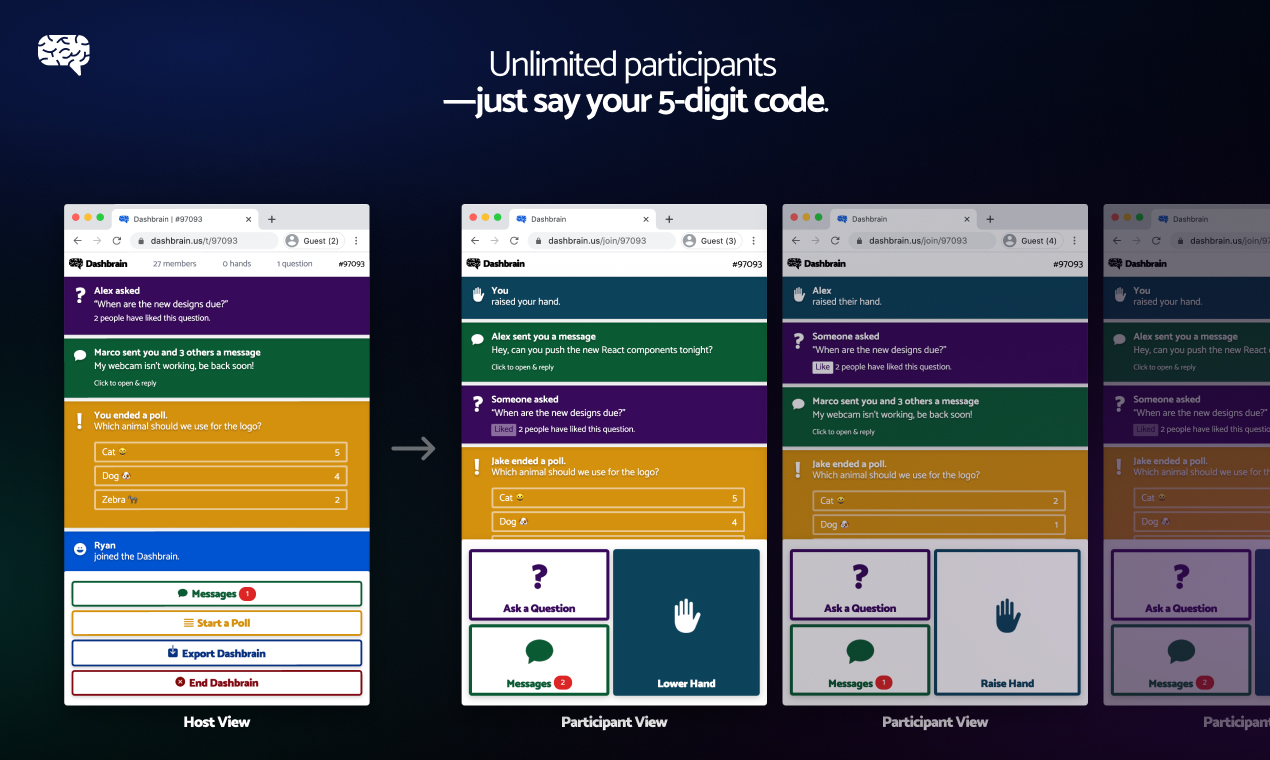 Unlimited participants
—just say your 5-digit code.
Dashbrain | #97093
dashbrain.us/t/97093
Guest (2)
Dashbrain
27 members
0 hands
1 question
#97093
Alex asked
"When are the new designs due?"
2 people have liked this question.
Marco sent you and 3 others a message
My webcam isn't working, be back soon!
Click to open & reply
You ended a poll.
Which animal should we use for the logo?
Cat 5
Dog 4
Zebra 2
Ryan
joined the Dashbrain.
Messages 1
Start a Poll
Export Dashbrain
End Dashbrain
Host View
Dashbrain
dashbrain.us/join/97093
Guest (3)
Dashbrain
#97093
You
raised your hand.
Alex sent you a message
Hey, can you push the new React components tonight?
Click to open & reply
Someone asked
"When are the new designs due?"
Liked 2 people have liked this question.
Jake ended a poll.
Which animal should we use for the logo?
Cat 5
Dog 4
Ask a Question
Messages 2
Lower Hand
Participant View
Dashbrain
dashbrain.us/join/97093
Guest (4)
Dashbrain
#97093
Alex
raised their hand.
Someone asked
"When are the new designs due?"
Like 2 people have liked this question.
Marco sent you and 3 others a message
My webcam isn't working, be back soon!
Click to open & reply
Jake ended a poll.
Which animal should we use for the logo?
Cat 2
Dog 1
Ask a Question
Messages 1
Raise Hand
Participant View
Dashbrain
dashbrain.us/join/97
Dashbrain
You
raised your hand.
Alex sent you a message
Hey, can you push the new React
Click to open & reply
Someone asked
"When are the new designs due?"
Liked 2 people have liked this
Jake ended a poll.
Which animal should we use for the
Cat
Dog
Ask a Question
Messages 2